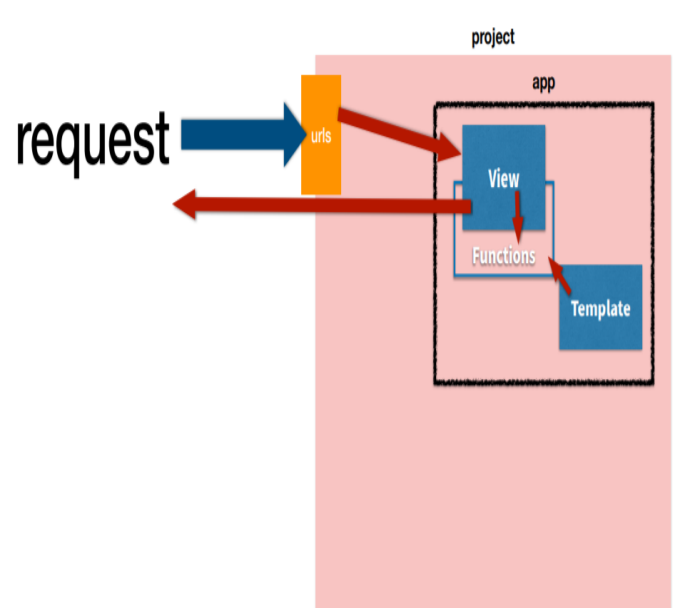 project
app
request
urls
View
Functions
Template